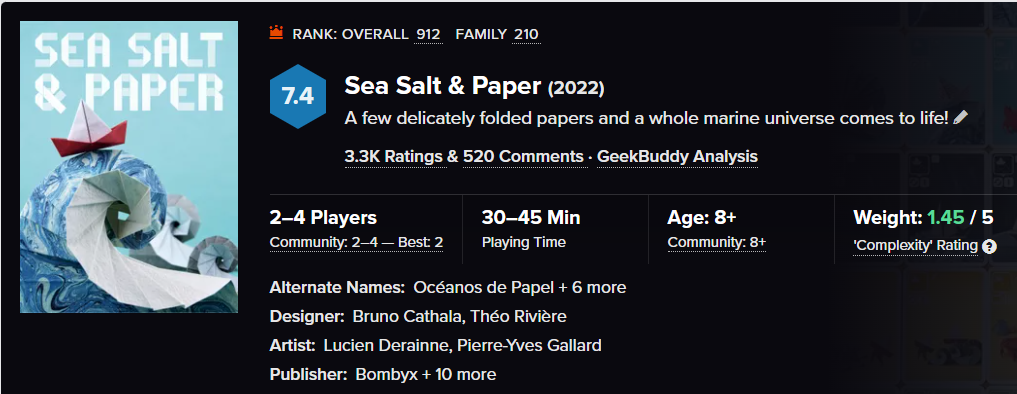 SEA SALT
& PAPER
RANK: OVERALL 912 FAMILY 210
7.4
Sea Salt & Paper (2022)
A few delicately folded papers and a whole marine universe comes to life!
3.3K Ratings & 520 Comments · GeekBuddy Analysis
2–4 Players
Community: 2–4 — Best: 2
30–45 Min
Playing Time
Age: 8+
Community: 8+
Weight: 1.45 / 5
'Complexity' Rating ?
Alternate Names: Océanos de Papel + 6 more
Designer: Bruno Cathala, Théo Rivière
Artist: Lucien Derainne, Pierre-Yves Gallard
Publisher: Bombyx + 10 more